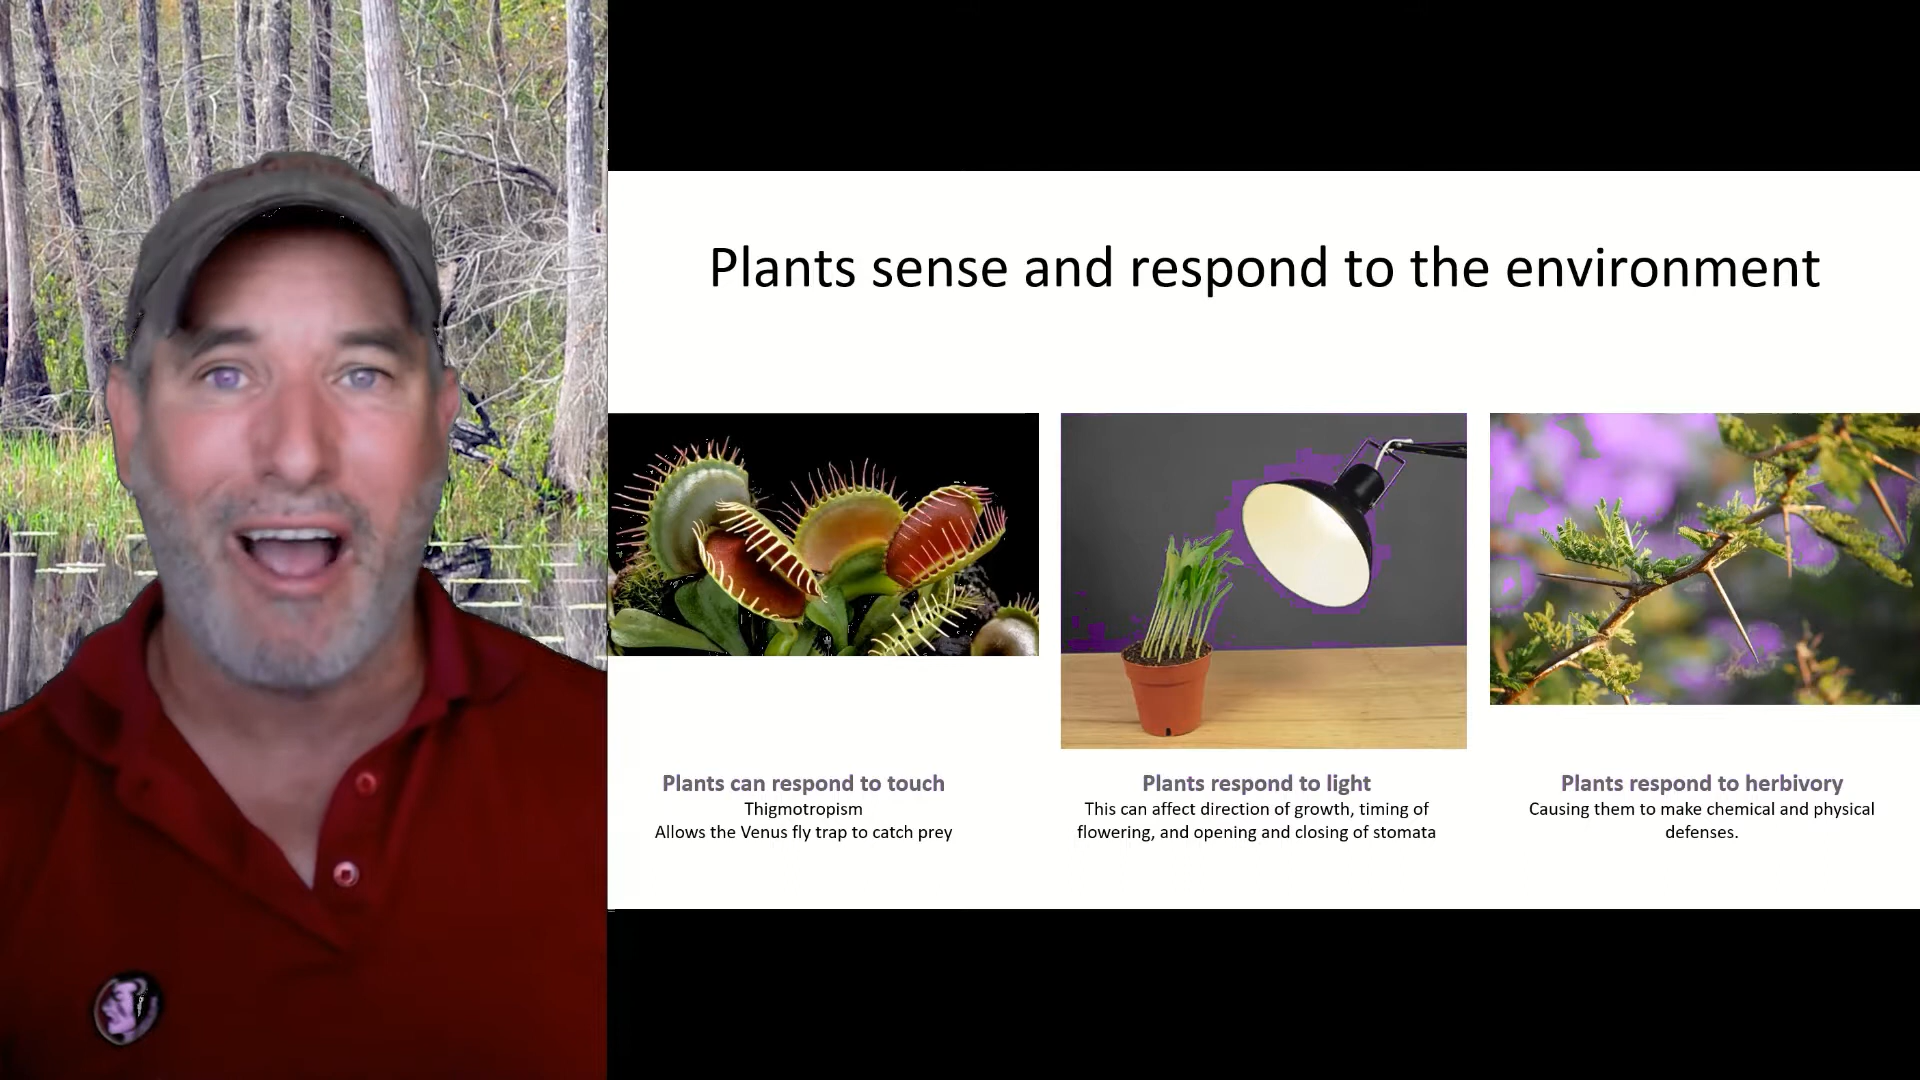 Plants sense and respond to the environment
Plants can respond to touch
Thigmotropism
Allows the Venus fly trap to catch prey
Plants respond to light
This can affect direction of growth, timing of
flowering, and opening and closing of stomata
Plants respond to herbivory
Causing them to make chemical and physical
defenses.